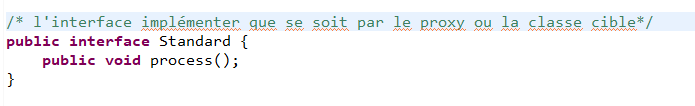 /* l'interface implémenter que se soit par le proxy ou la classe cible*/
public interface Standard {
    public void process();
}